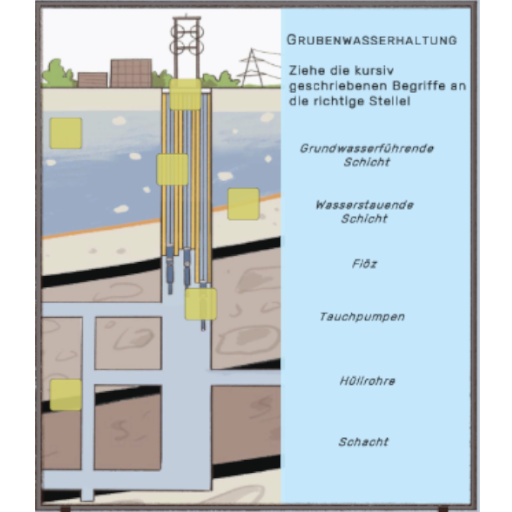 GRUBENWASSERHALTUNG
Ziehe die kursiv
geschriebenen Begriffe an
die richtige Stelle!
Grundwasserführende
Schicht
Wasserstauende
Schicht
Flöz
Tauchpumpen
Hüllrohre
Schacht